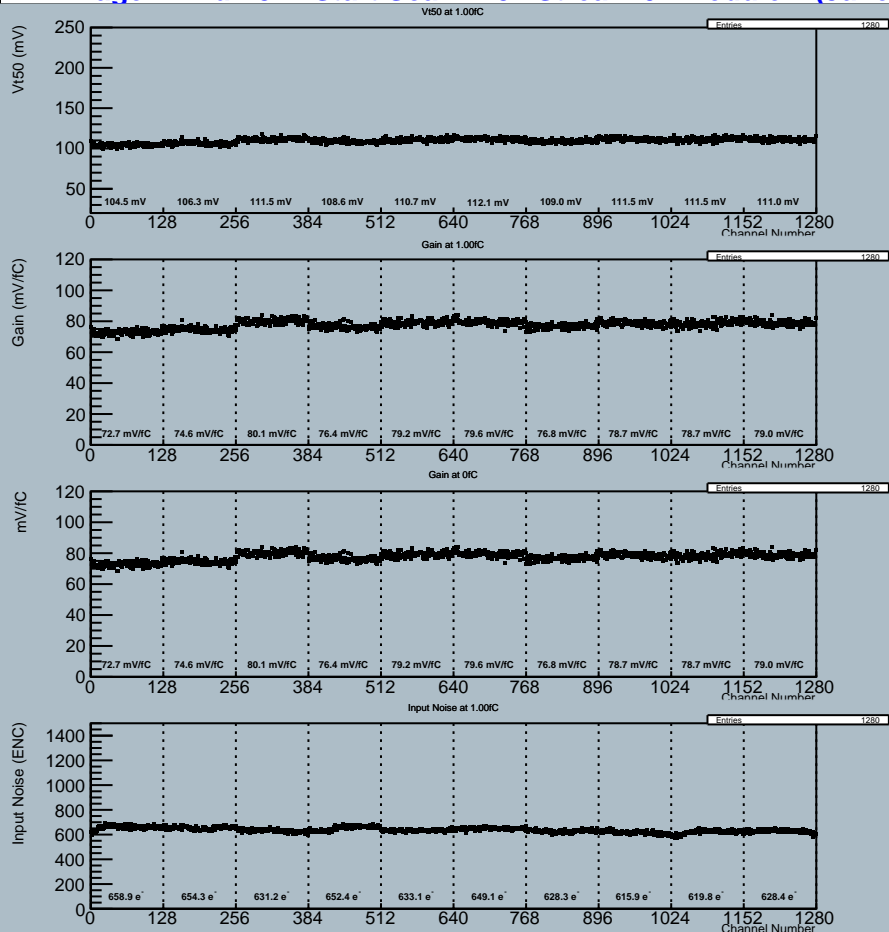 Vt50 at 1.00fC
Entries 1280
Vt50 (mV)
250
200
150
100
50
104.5 mV 106.3 mV 111.5 mV 108.6 mV 110.7 mV 112.1 mV 109.0 mV 111.5 mV 111.5 mV 111.0 mV
0 128 256 384 512 640 768 896 1024 1152 1280
Channel Number
Gain at 1.00fC
Entries 1280
Gain (mV/fC)
120
100
80
60
40
20
0
72.7 mV/fC 74.6 mV/fC 80.1 mV/fC 76.4 mV/fC 79.2 mV/fC 79.6 mV/fC 76.8 mV/fC 78.7 mV/fC 78.7 mV/fC 79.0 mV/fC
0 128 256 384 512 640 768 896 1024 1152 1280
Channel Number
Gain at 0fC
Entries 1280
mV/fC
120
100
80
60
40
20
0
72.7 mV/fC 74.6 mV/fC 80.1 mV/fC 76.4 mV/fC 79.2 mV/fC 79.6 mV/fC 76.8 mV/fC 78.7 mV/fC 78.7 mV/fC 79.0 mV/fC
0 128 256 384 512 640 768 896 1024 1152 1280
Channel Number
Input Noise at 1.00fC
Entries 1280
Input Noise (ENC)
1400
1200
1000
800
600
400
200
0
658.9 e⁻ 654.3 e⁻ 631.2 e⁻ 652.4 e⁻ 633.1 e⁻ 649.1 e⁻ 628.3 e⁻ 615.9 e⁻ 619.8 e⁻ 628.4 e⁻
0 128 256 384 512 640 768 896 1024 1152 1280
Channel Number